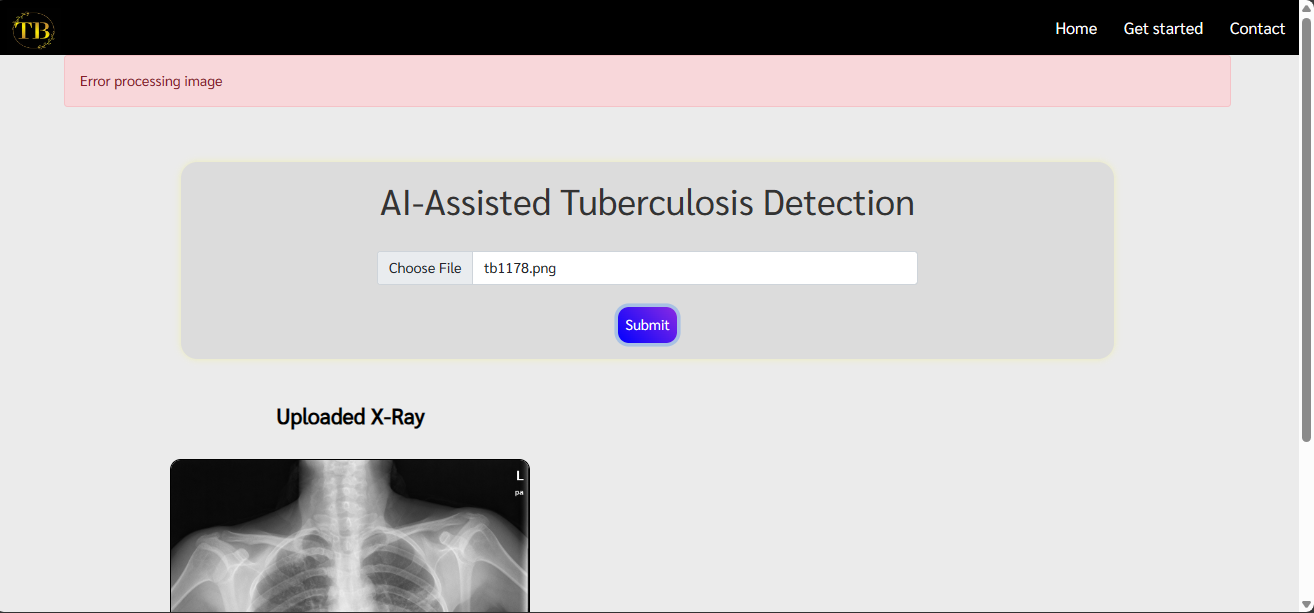 TB
Home Get started Contact
Error processing image
AI-Assisted Tuberculosis Detection
Choose File tb1178.png
Submit
Uploaded X-Ray
L
pa